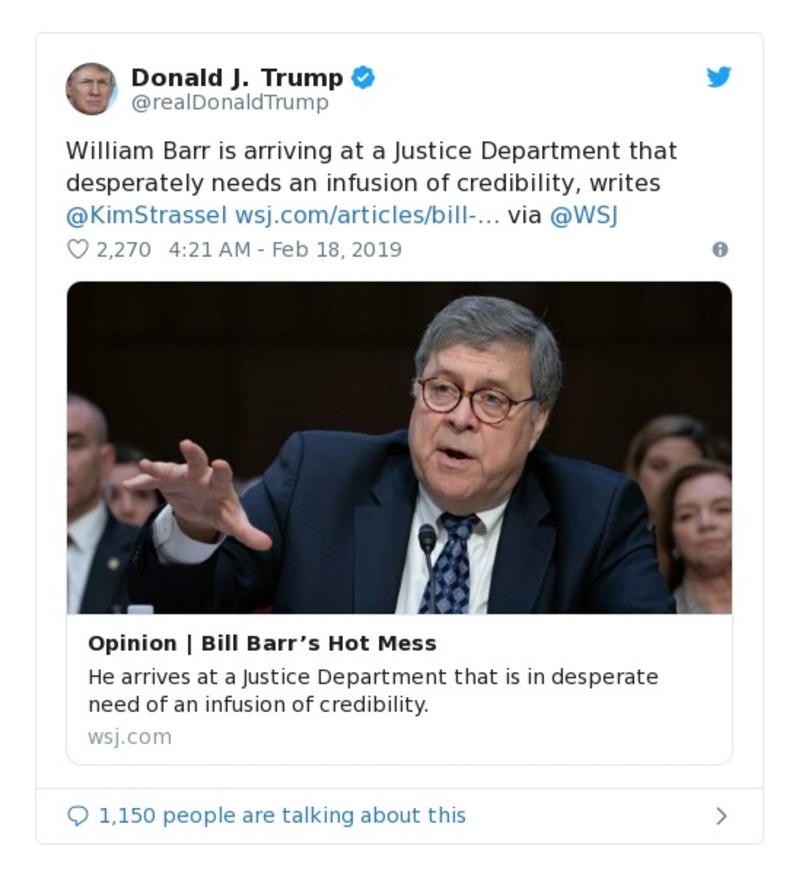 Donald J. Trump
@realDonaldTrump
William Barr is arriving at a Justice Department that
desperately needs an infusion of credibility, writes
@KimStrassel wsj.com/articles/bill-… via @WSJ
2,270 4:21 AM - Feb 18, 2019
Opinion | Bill Barr’s Hot Mess
He arrives at a Justice Department that is in desperate
need of an infusion of credibility.
wsj.com
1,150 people are talking about this